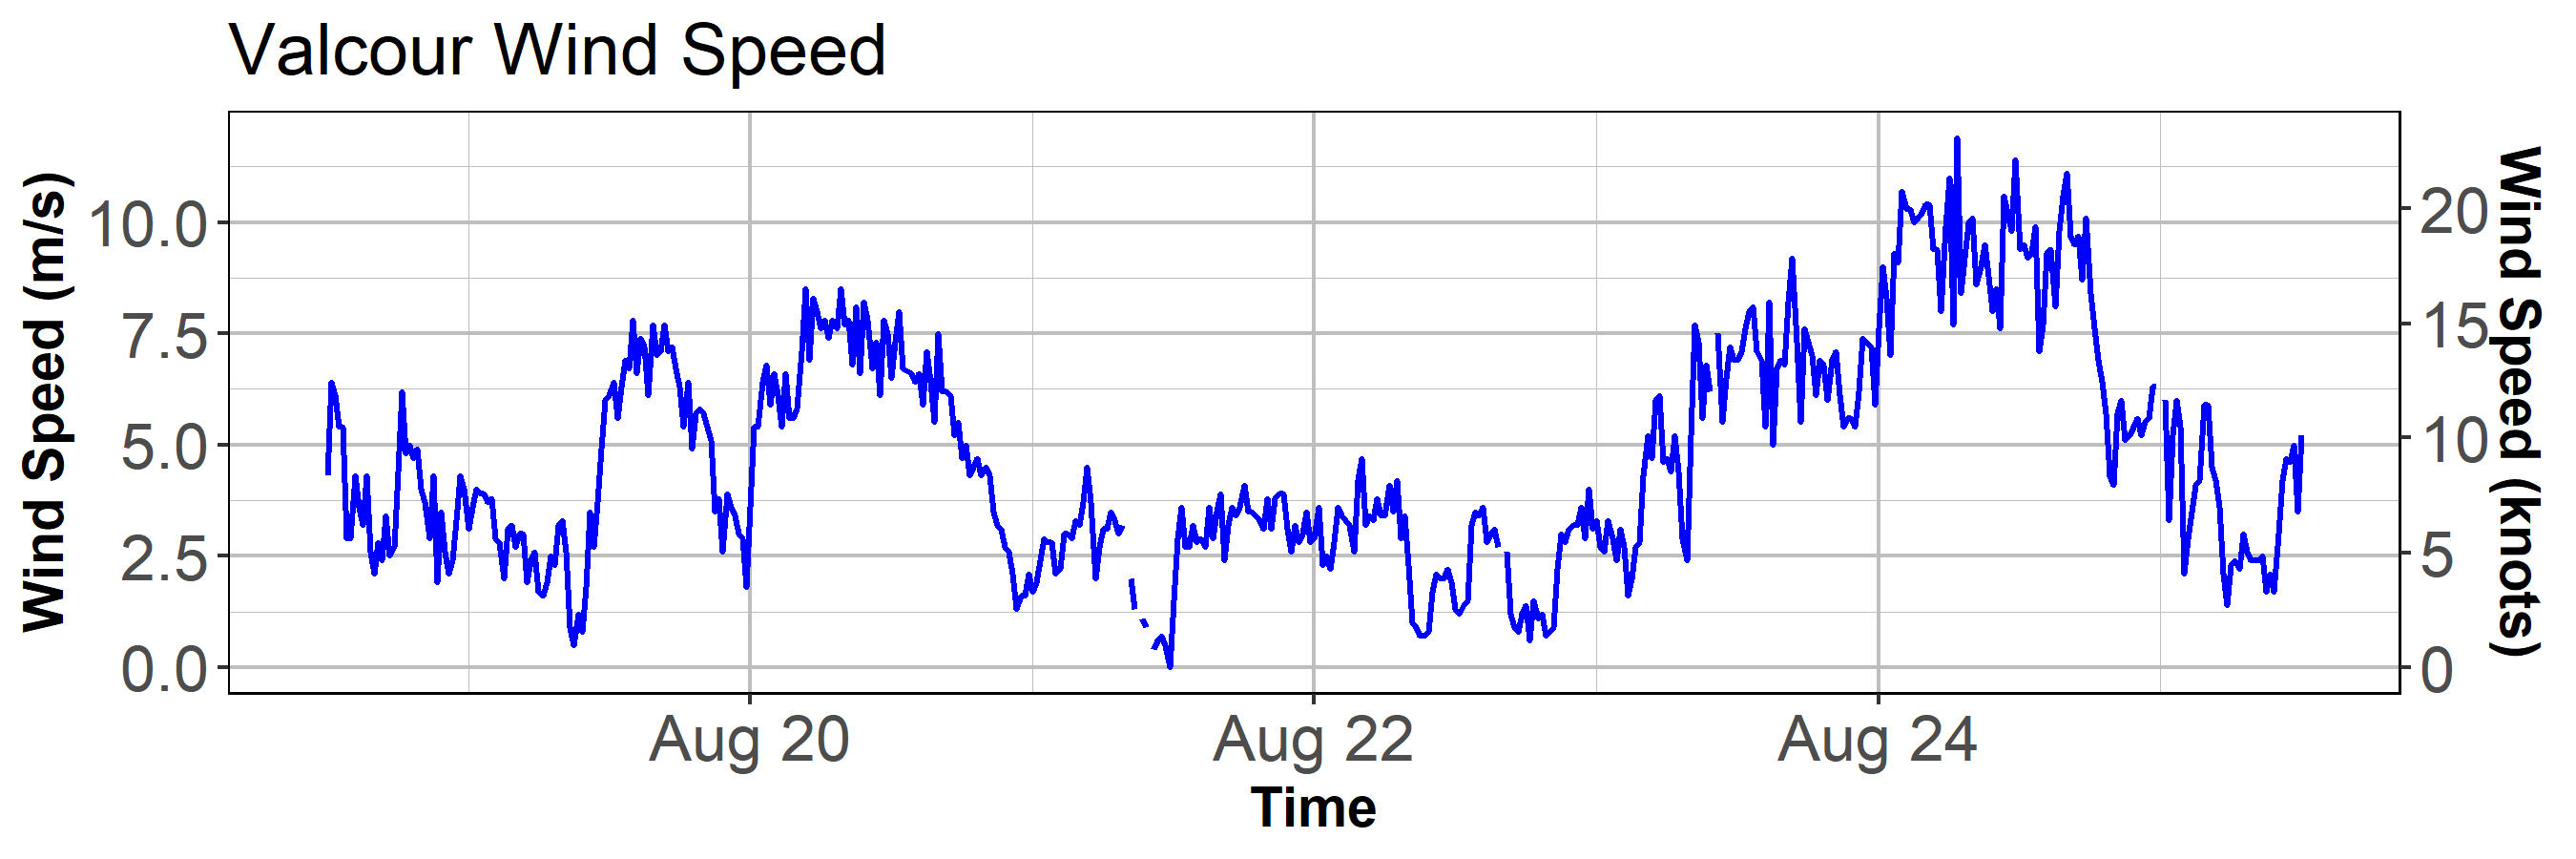 Valcour Wind Speed
Wind Speed (m/s)
10.0
7.5
5.0
2.5
0.0
20
15
10
5
0
Wind Speed (knots)
Aug 20
Aug 22
Aug 24
Time